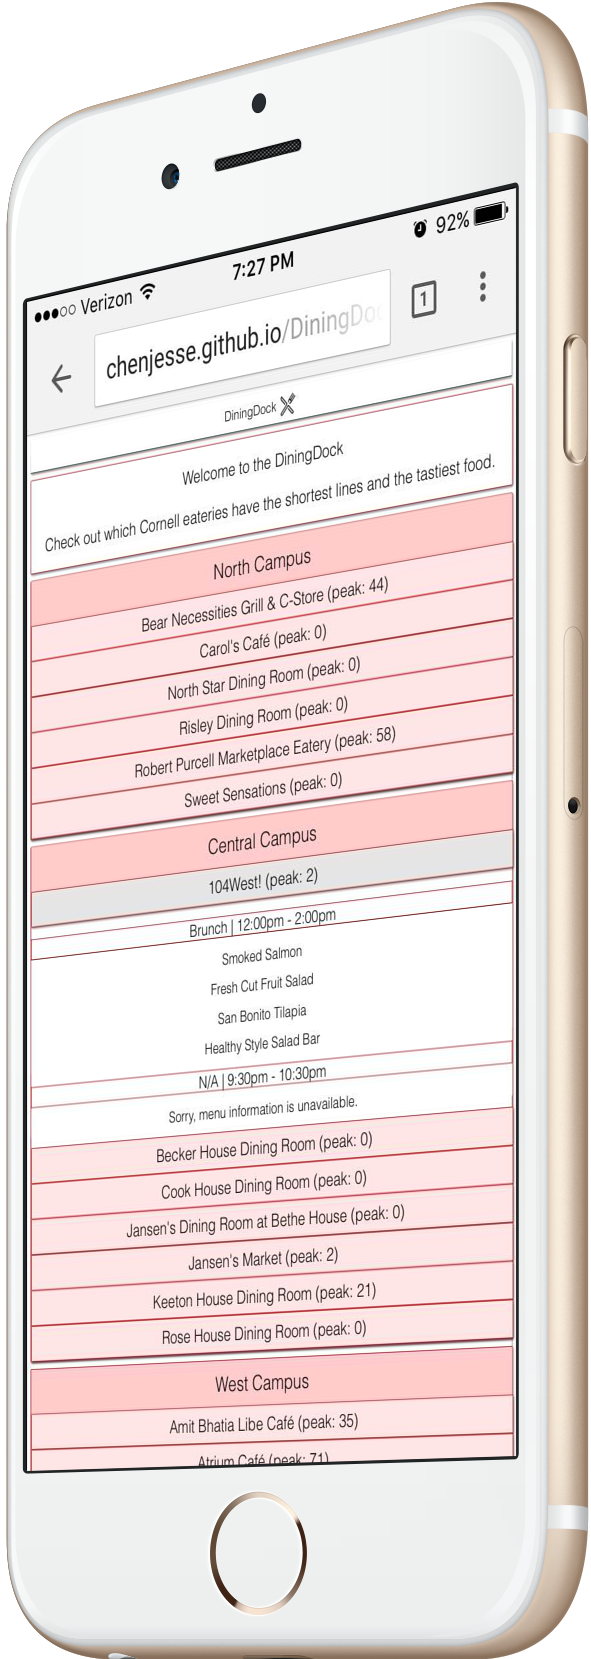 ●●●○○ Verizon 7:27 PM 92%
chenjesse.github.io/DiningDo
1
DiningDock
Welcome to the DiningDock
Check out which Cornell eateries have the shortest lines and the tastiest food.
North Campus
Bear Necessities Grill & C-Store (peak: 44)
Carol's Café (peak: 0)
North Star Dining Room (peak: 0)
Risley Dining Room (peak: 0)
Robert Purcell Marketplace Eatery (peak: 58)
Sweet Sensations (peak: 0)
Central Campus
104West! (peak: 2)
Brunch | 12:00pm - 2:00pm
Smoked Salmon
Fresh Cut Fruit Salad
San Bonito Tilapia
Healthy Style Salad Bar
N/A | 9:30pm - 10:30pm
Sorry, menu information is unavailable.
Becker House Dining Room (peak: 0)
Cook House Dining Room (peak: 0)
Jansen's Dining Room at Bethe House (peak: 0)
Jansen's Market (peak: 2)
Keeton House Dining Room (peak: 21)
Rose House Dining Room (peak: 0)
West Campus
Amit Bhatia Libe Café (peak: 35)
Atrium Café (peak: 71)